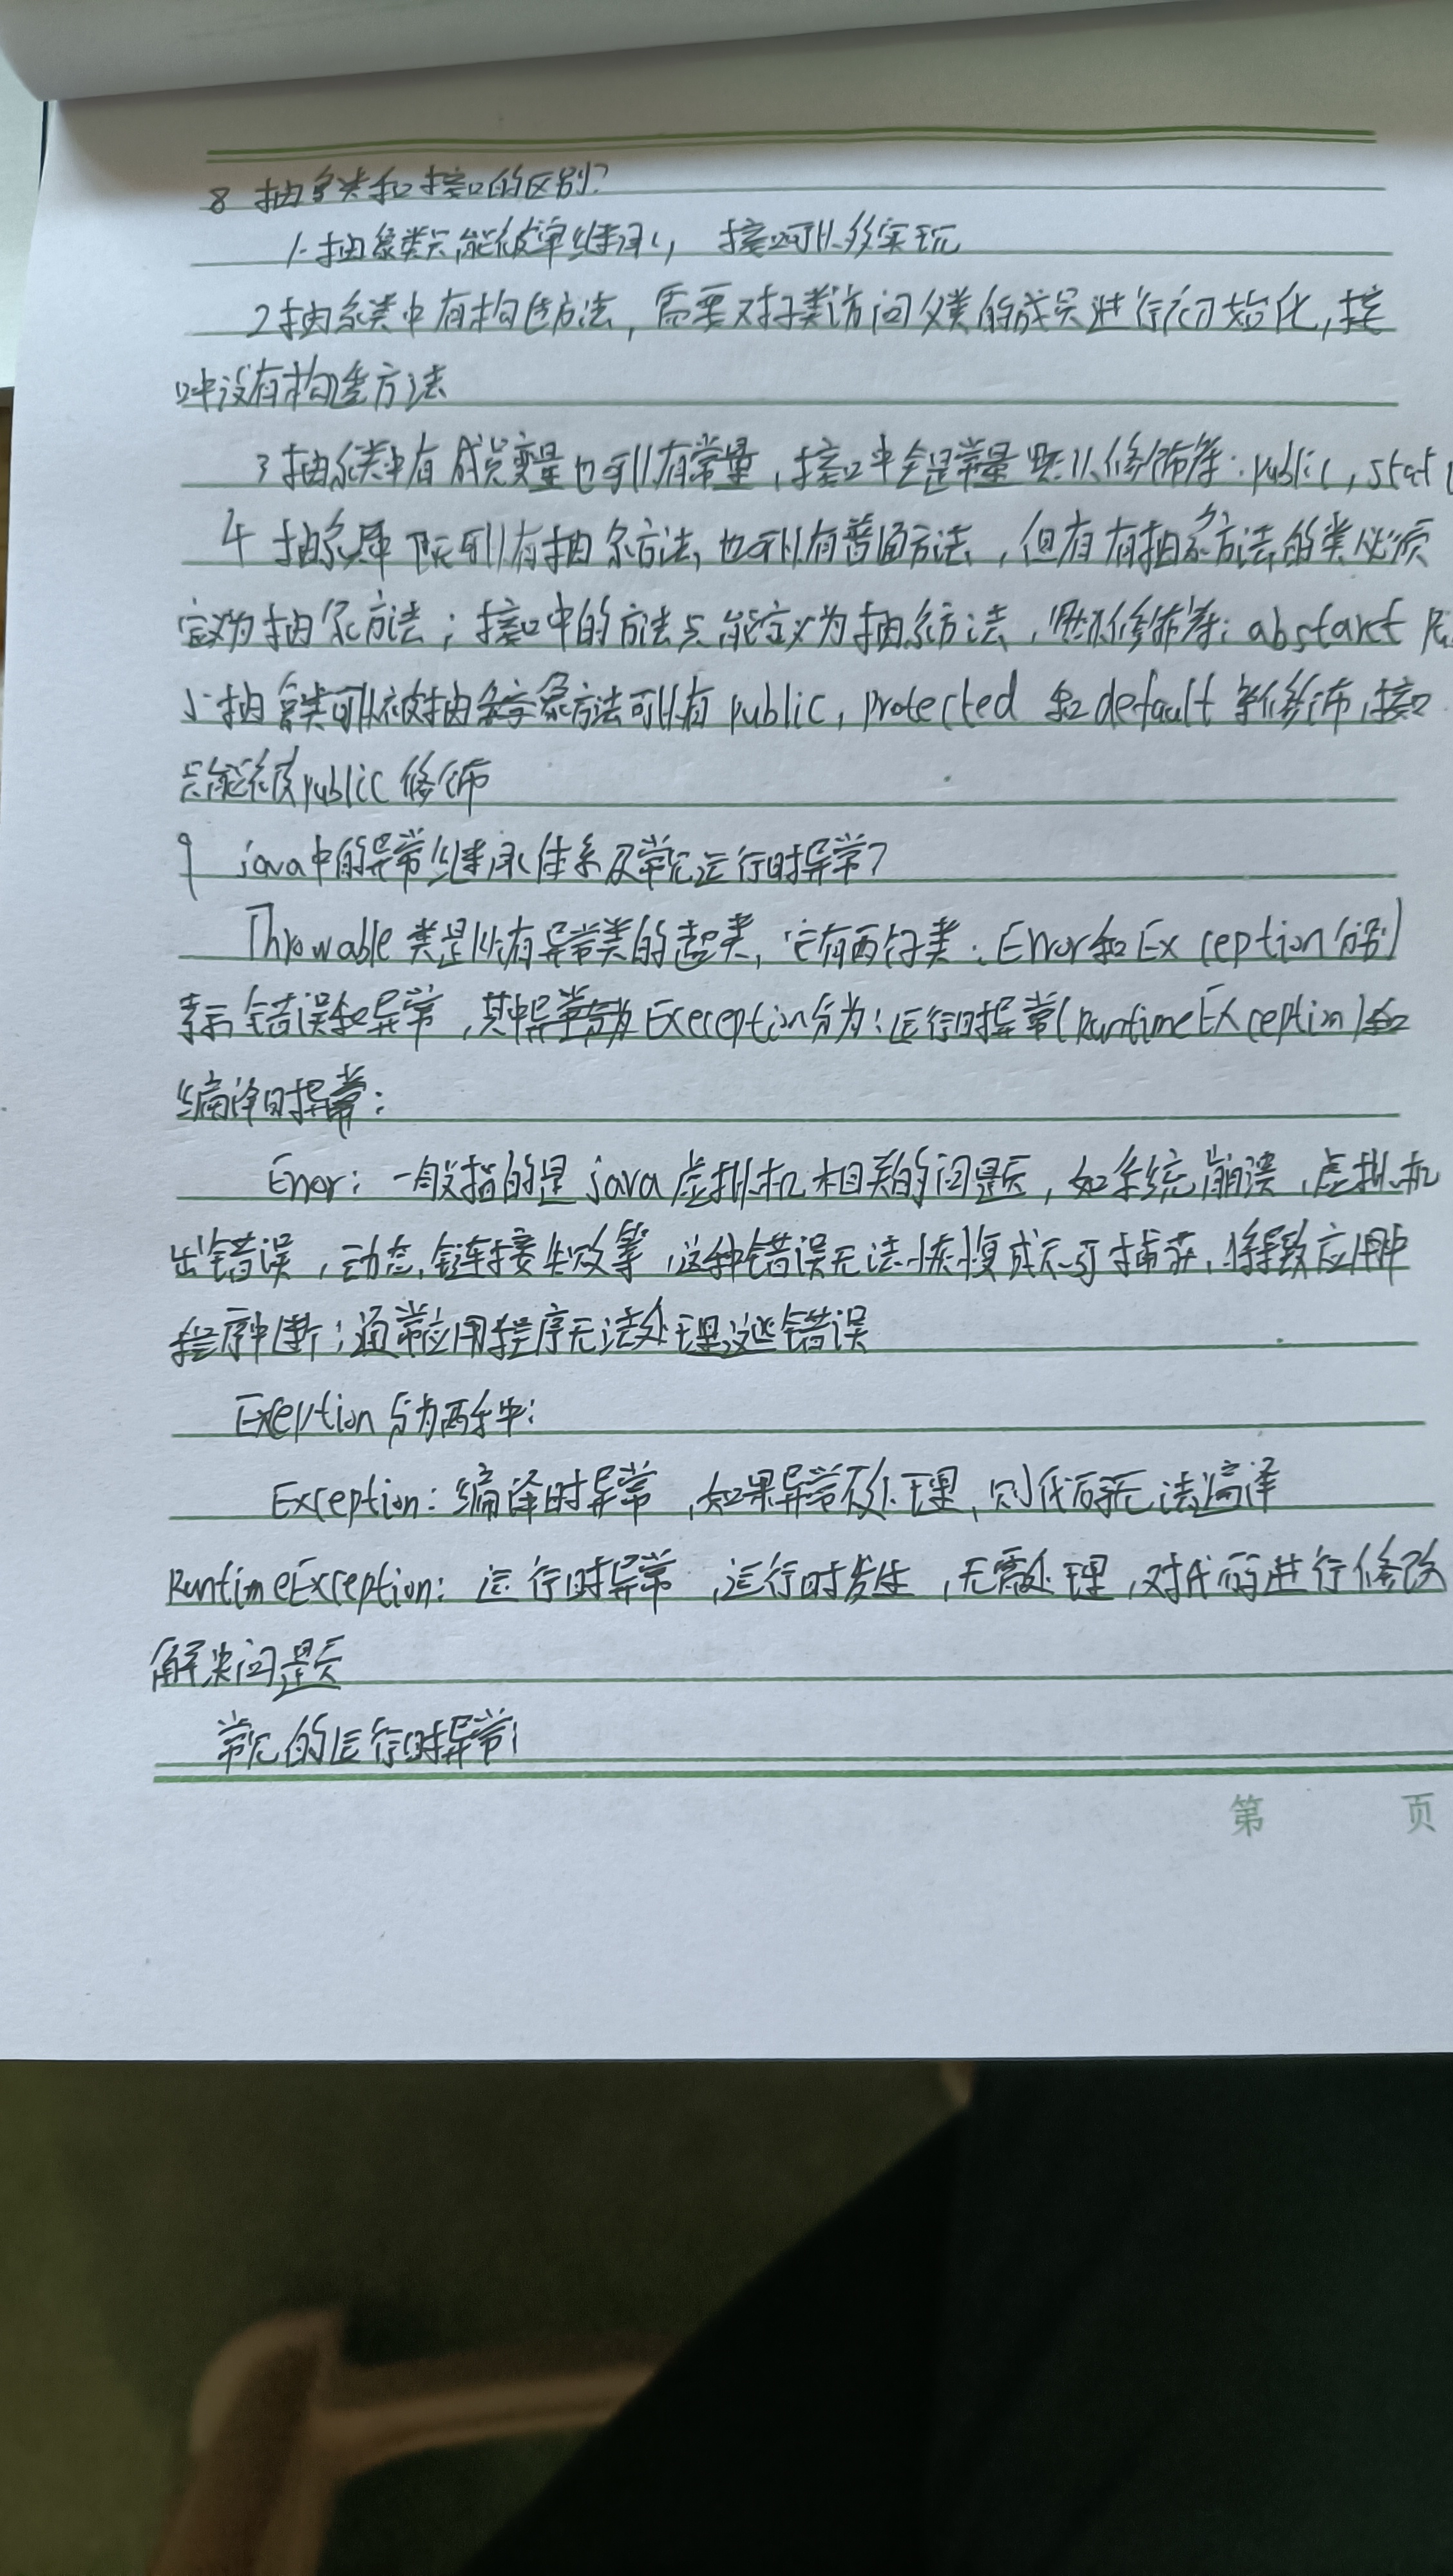 8 抽象类和接口的区别?
1.抽象类只能被单继承, 接口可以多实现
2 抽象类中有构造方法, 需要对子类访问父类的成员进行初始化, 接
口中没有构造方法
3 抽象类中有成员变量也可以有常量, 接口中全是常量 默认修饰符: public, stat
4 抽象类 可以有抽象方法, 也可以有普通方法, 但有有抽象方法的类必须
定义为抽象方法; 接口中的方法只能定义为抽象方法, 默认修饰符: abstarct
5.抽象类可以被抽象方法可以有 public, protected 和 default 等修饰, 接口
只能被 public 修饰
9 java中的异常继承体系及常见运行时异常?
Throwable 类是所有异常类的超类, 它有两个子类: Error和Exception 分别
表示错误和异常, 其中异常类 Exeception分为: 运行时异常(RuntimeException)和
编译时异常:
Error: 一般指的是 java 虚拟机相关的问题, 如系统崩溃, 虚拟机
出错误, 动态链接失败等, 这种错误无法恢复或不可捕获, 将导致应用
程序中断; 通常应用程序无法处理这些错误
Exception 分为两种:
Exception: 编译时异常, 如果异常不处理, 则代码无法编译
RuntimeException: 运行时异常, 运行时发生, 无需处理, 对代码进行修改
解决问题
常见的运行时异常:
第 页